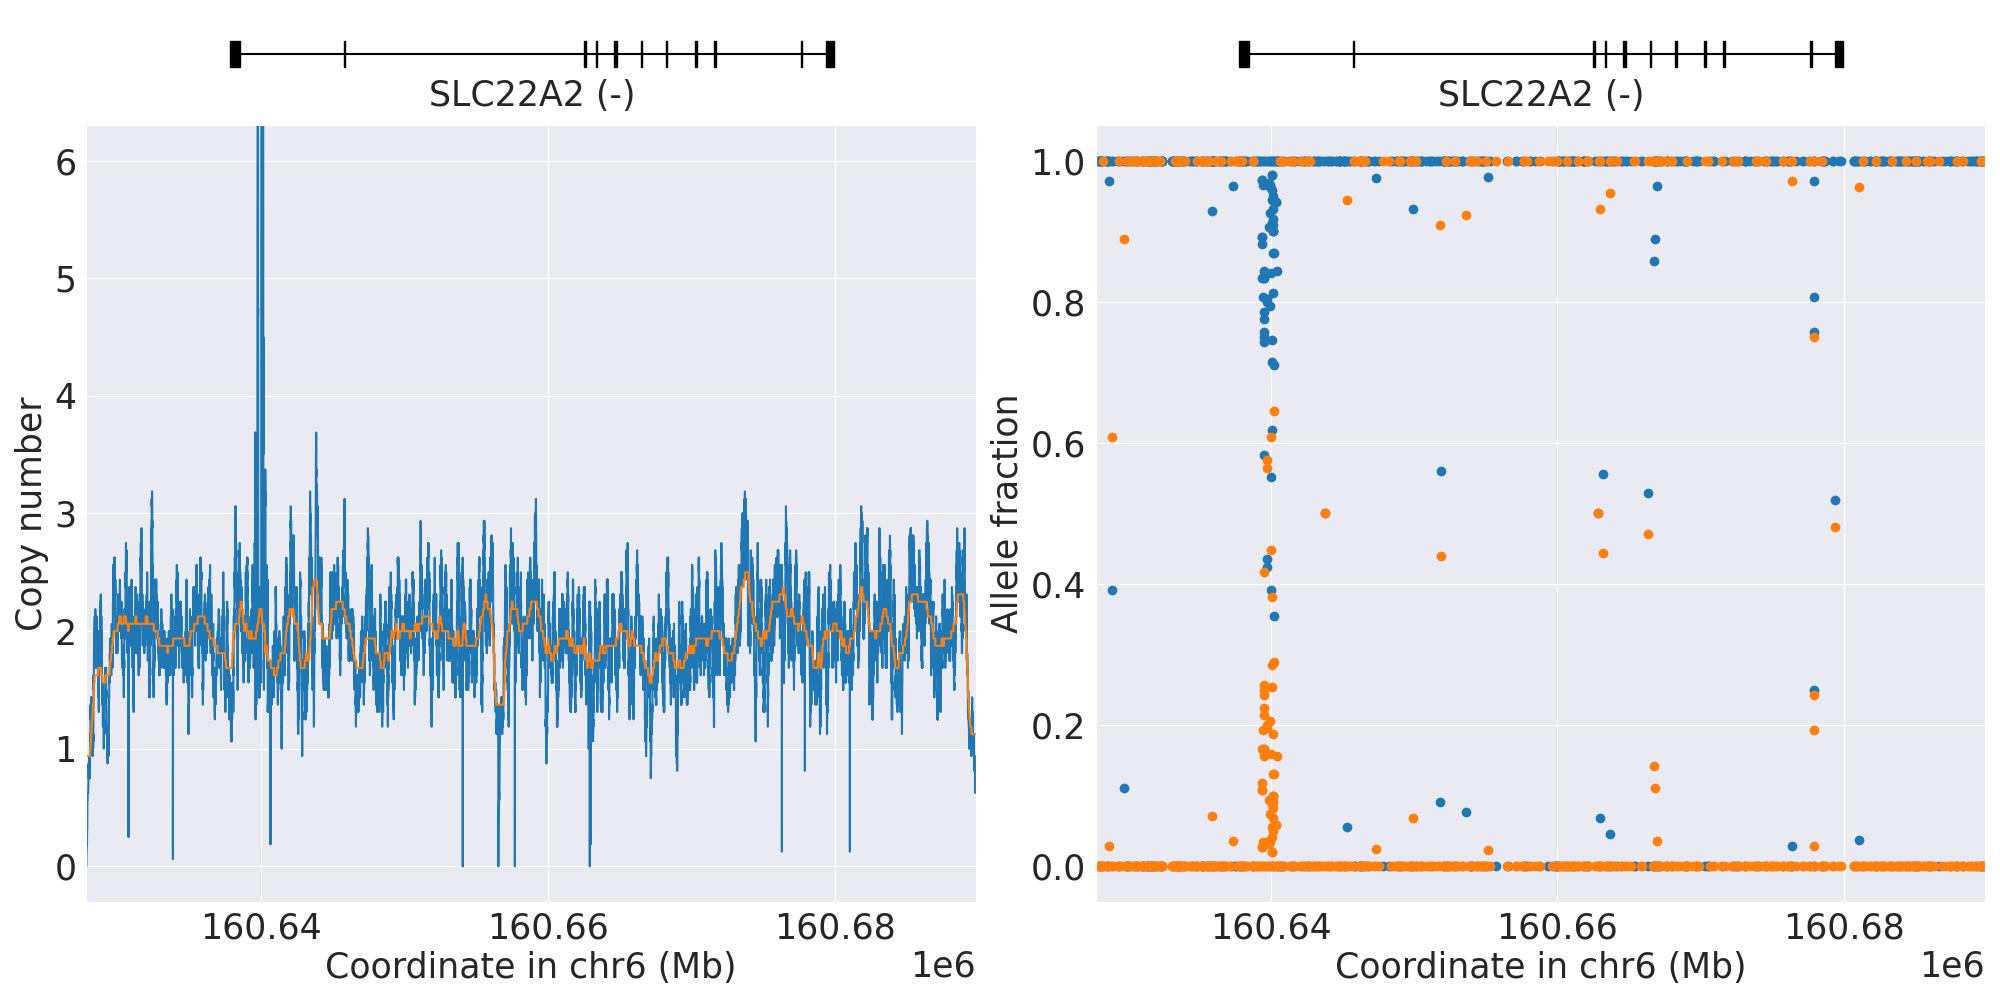 SLC22A2 (-)
6
5
4
3
2
1
0
Copy number
160.64
160.66
160.68
1e6
Coordinate in chr6 (Mb)
SLC22A2 (-)
1.0
0.8
0.6
0.4
0.2
0.0
Allele fraction
160.64
160.66
160.68
1e6
Coordinate in chr6 (Mb)